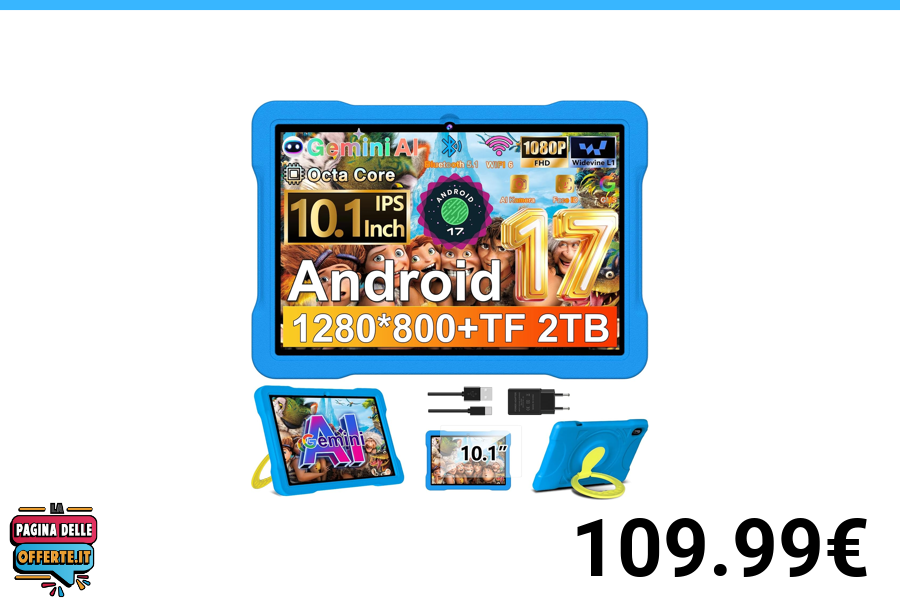 Gemini AI
Bluetooth 5.1
WIFI 6
1080P
FHD
Widevine L1
Octa Core
10.1 IPS
Inch
ANDROID
17
AI Kamera
Face ID
17
Android
1280*800+TF 2TB
AI
Gemini
10.1"
LA
PAGINA DELLE
OFFERTE.IT
109.99€